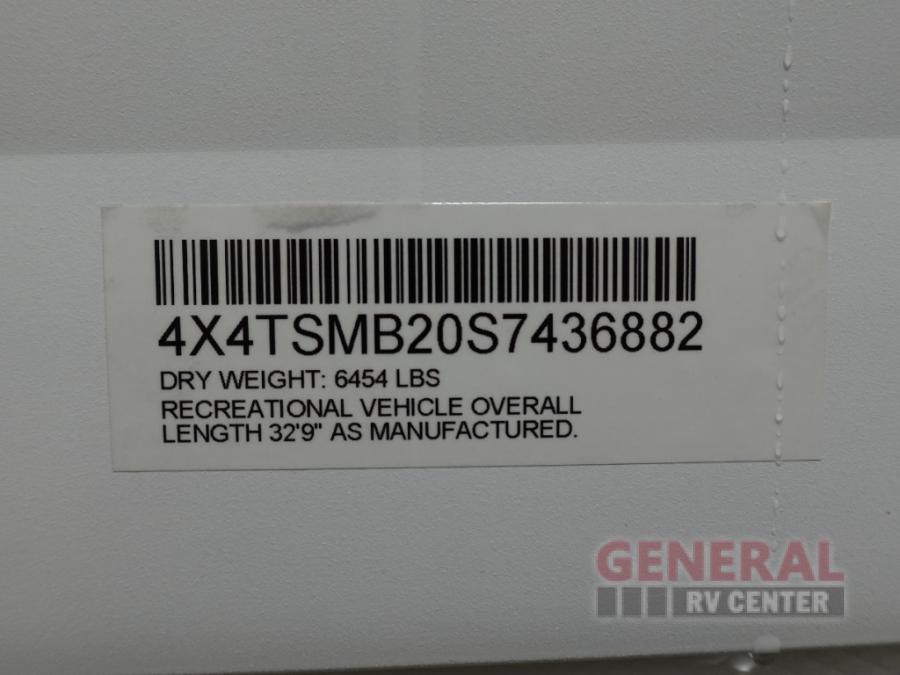 4X4TSMB20S7436882
DRY WEIGHT: 6454 LBS
RECREATIONAL VEHICLE OVERALL
LENGTH 32'9" AS MANUFACTURED.
GENERAL
RV CENTER